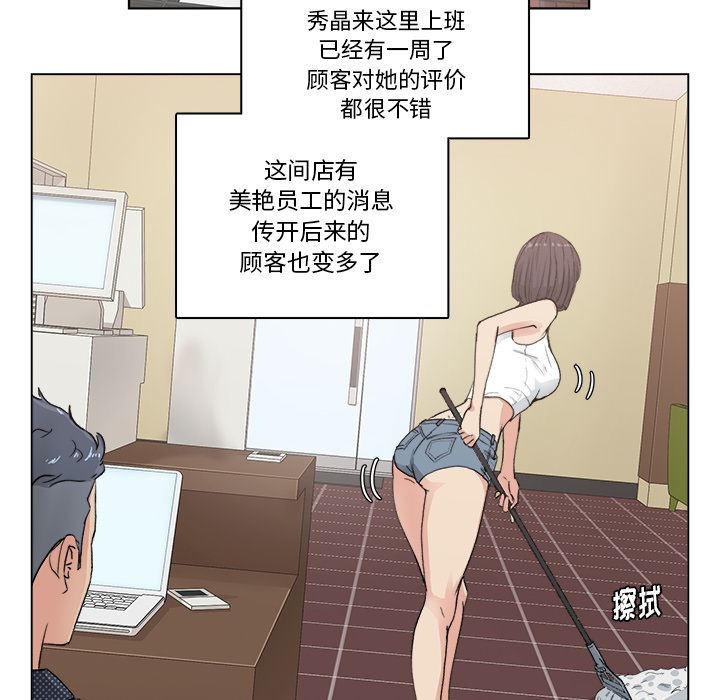 秀晶来这里上班
已经有一周了
顾客对她的评价
都很不错
这间店有
美艳员工的消息
传开后来的
顾客也变多了
擦拭